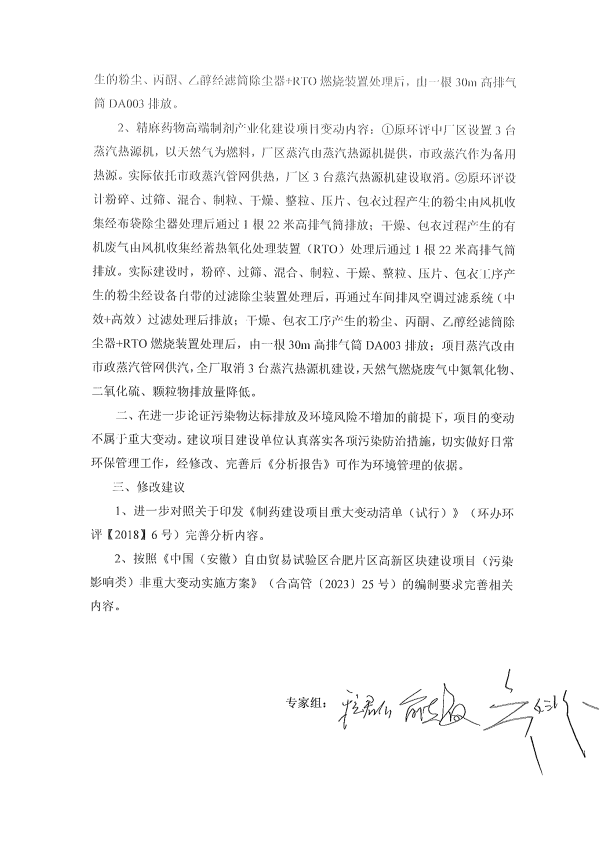 生的粉尘、丙酮、乙醇经滤筒除尘器+RTO 燃烧装置处理后，由一根 30m 高排气
筒 DA003 排放。
2、精麻药物高端制剂产业化建设项目变动内容：①原环评中厂区设置 3 台
蒸汽热源机，以天然气为燃料，厂区蒸汽由蒸汽热源机提供，市政蒸汽作为备用
热源。实际依托市政蒸汽管网供热，厂区 3 台蒸汽热源机建设取消。②原环评设
计粉碎、过筛、混合、制粒、干燥、整粒、压片、包衣过程产生的粉尘由风机收
集经布袋除尘器处理后通过 1 根 22 米高排气筒排放；干燥、包衣过程产生的有
机废气由风机收集经蓄热氧化处理装置（RTO）处理后通过 1 根 22 米高排气筒
排放。实际建设时，粉碎、过筛、混合、制粒、干燥、整粒、压片、包衣工序产
生的粉尘经设备自带的过滤除尘装置处理后，再通过车间排风空调过滤系统（中
效+高效）过滤处理后排放；干燥、包衣工序产生的粉尘、丙酮、乙醇经滤筒除
尘器+RTO 燃烧装置处理后，由一根 30m 高排气筒 DA003 排放；项目蒸汽改由
市政蒸汽管网供汽，全厂取消 3 台蒸汽热源机建设，天然气燃烧废气中氮氧化物、
二氧化硫、颗粒物排放量降低。
二、在进一步论证污染物达标排放及环境风险不增加的前提下，项目的变动
不属于重大变动。建议项目建设单位认真落实各项污染防治措施，切实做好日常
环保管理工作，经修改、完善后《分析报告》可作为环境管理的依据。
三、修改建议
1、进一步对照关于印发《制药建设项目重大变动清单（试行）》（环办环
评【2018】6 号）完善分析内容。
2、按照《中国（安徽）自由贸易试验区合肥片区高新区块建设项目（污染
影响类）非重大变动实施方案》（合高管〔2023〕25 号）的编制要求完善相关
内容。
专家组：